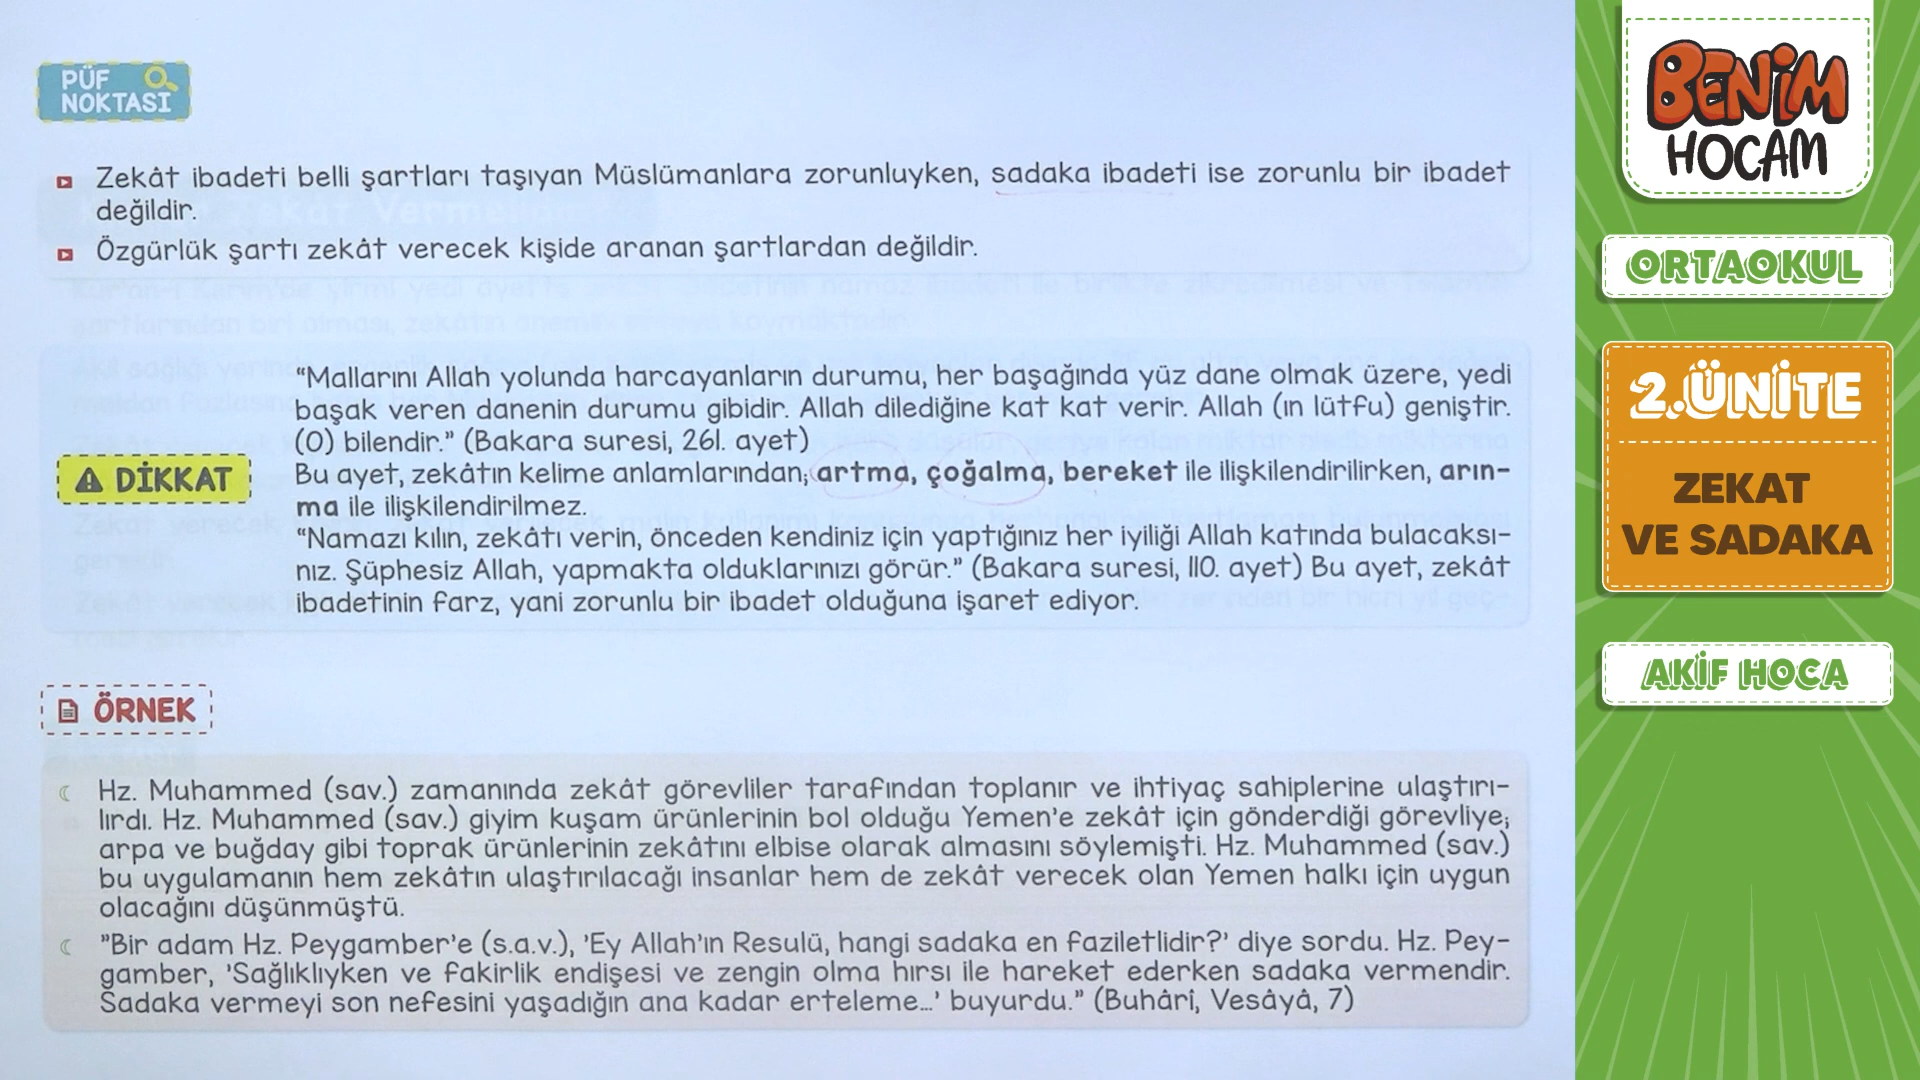 PÜF
NOKTASI
Zekât ibadeti belli şartları taşıyan Müslümanlara zorunluyken, sadaka ibadeti ise zorunlu bir ibadet
değildir.
Özgürlük şartı zekât verecek kişide aranan şartlardan değildir.
DİKKAT
“Mallarını Allah yolunda harcayanların durumu, her başağında yüz dane olmak üzere, yedi
başak veren danenin durumu gibidir. Allah dilediğine kat kat verir. Allah (ın lütfu) geniştir.
(O) bilendir.” (Bakara suresi, 261. ayet)
Bu ayet, zekâtın kelime anlamlarından; artma, çoğalma, bereket ile ilişkilendirilirken, arın-
ma ile ilişkilendirilmez.
“Namazı kılın, zekâtı verin, önceden kendiniz için yaptığınız her iyiliği Allah katında bulacaksı-
nız. Şüphesiz Allah, yapmakta olduklarınızı görür.” (Bakara suresi, 110. ayet) Bu ayet, zekât
ibadetinin farz, yani zorunlu bir ibadet olduğuna işaret ediyor.
ÖRNEK
Hz. Muhammed (sav.) zamanında zekât görevliler tarafından toplanır ve ihtiyaç sahiplerine ulaştırı-
lırdı. Hz. Muhammed (sav.) giyim kuşam ürünlerinin bol olduğu Yemen’e zekât için gönderdiği görevliye;
arpa ve buğday gibi toprak ürünlerinin zekâtını elbise olarak almasını söylemişti. Hz. Muhammed (sav.)
bu uygulamanın hem zekâtın ulaştırılacağı insanlar hem de zekât verecek olan Yemen halkı için uygun
olacağını düşünmüştü.
”Bir adam Hz. Peygamber’e (s.a.v.), ’Ey Allah’ın Resulü, hangi sadaka en faziletlidir?’ diye sordu. Hz. Pey-
gamber, ’Sağlıklıyken ve fakirlik endişesi ve zengin olma hırsı ile hareket ederken sadaka vermendir.
Sadaka vermeyi son nefesini yaşadığın ana kadar erteleme...’ buyurdu.” (Buhârî, Vesâyâ, 7)
BENİM
HOCAM
ORTAOKUL
2.ÜNİTE
ZEKAT
VE SADAKA
AKİF HOCA